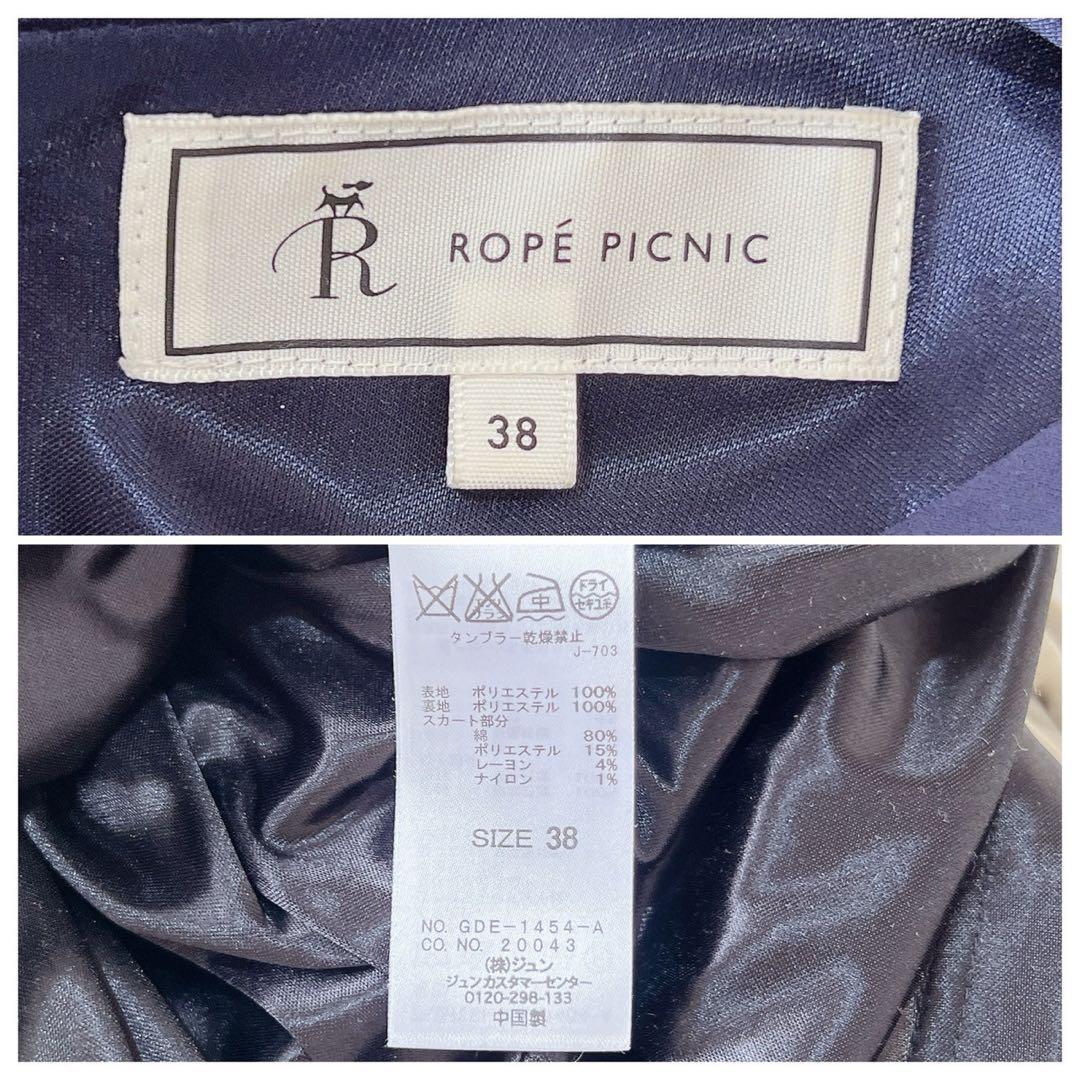 R ROPÉ PICNIC
38
ドライ
セキユ系
中
タンブラー乾燥禁止
J-703
表地 ポリエステル 100%
裏地 ポリエステル 100%
スカート部分
綿 80%
ポリエステル 15%
レーヨン 4%
ナイロン 1%
SIZE 38
NO. GDE-1454-A
CO. NO. 20043
(株)ジュン
ジュンカスタマーセンター
0120-298-133
中国製